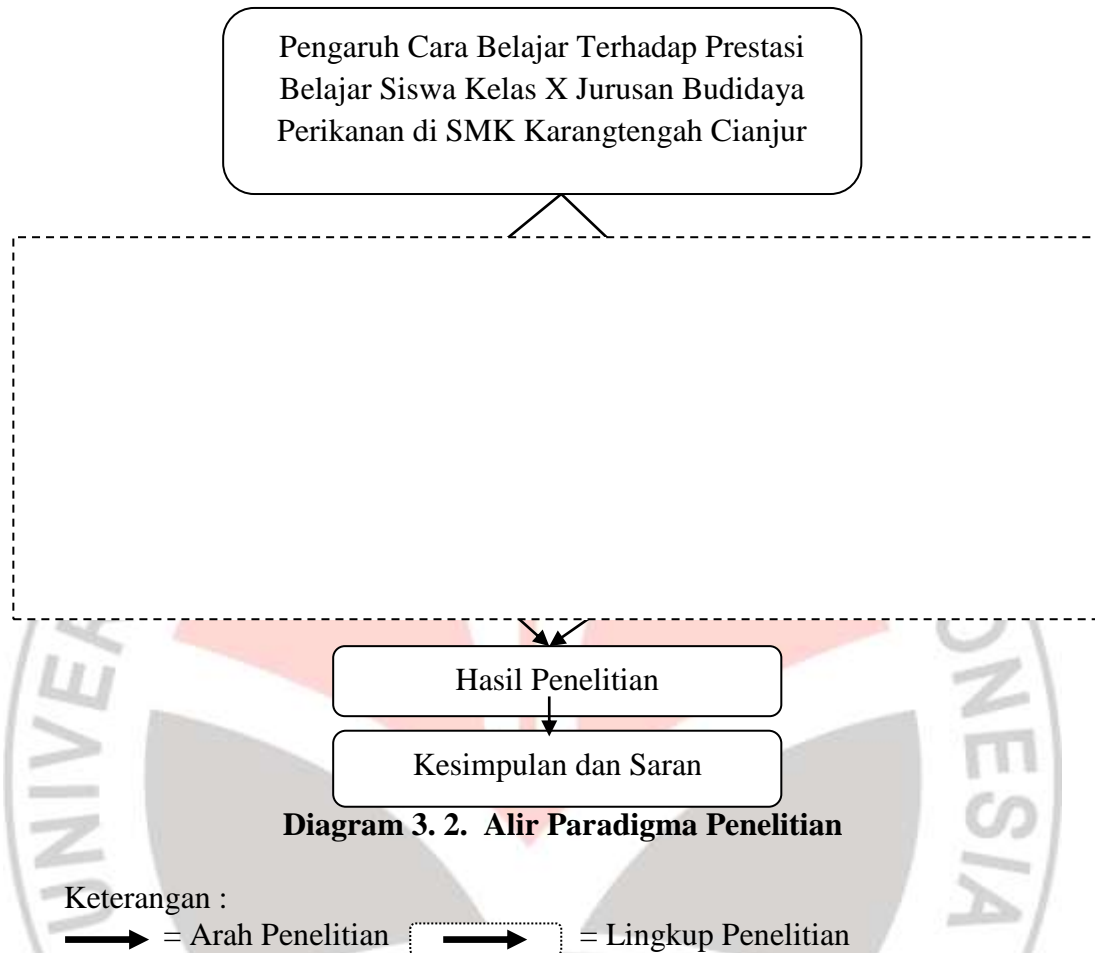 Pengaruh Cara Belajar Terhadap Prestasi
Belajar Siswa Kelas X Jurusan Budidaya
Perikanan di SMK Karangtengah Cianjur
Hasil Penelitian
Kesimpulan dan Saran
Diagram 3. 2. Alir Paradigma Penelitian
Keterangan :
= Arah Penelitian = Lingkup Penelitian